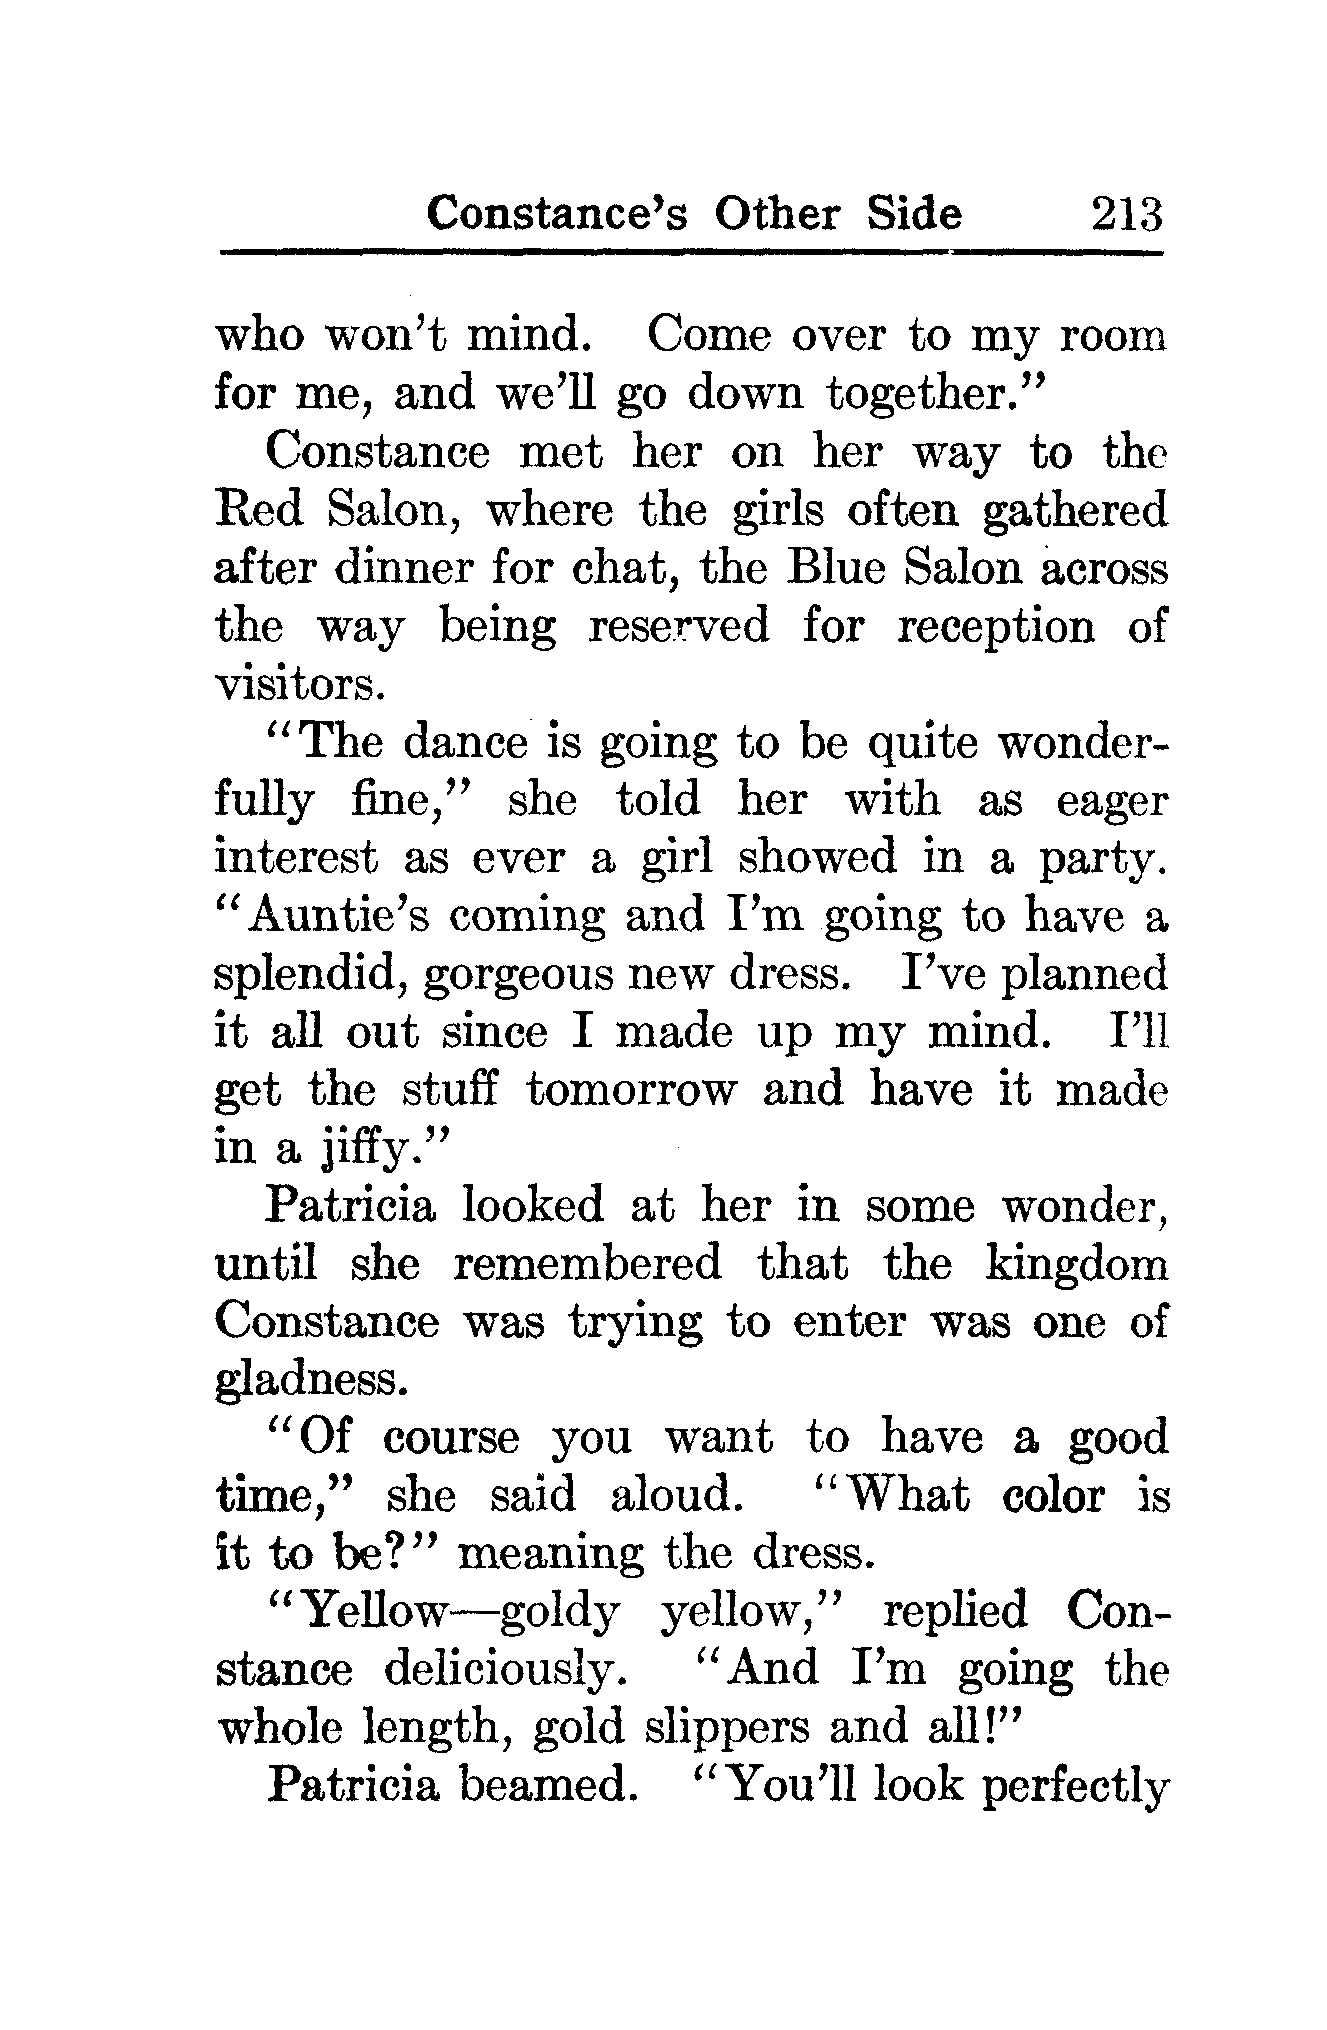 Constance's Other Side 213
who won't mind. Come over to my room
for me, and we'll go down together."
Constance met her on her way to the
Red Salon, where the girls often gathered
after dinner for chat, the Blue Salon across
the way being reserved for reception of
visitors.
"The dance is going to be quite wonder-
fully fine," she told her with as eager
interest as ever a girl showed in a party.
"Auntie's coming and I'm going to have a
splendid, gorgeous new dress. I've planned
it all out since I made up my mind. I'll
get the stuff tomorrow and have it made
in a jiffy."
Patricia looked at her in some wonder,
until she remembered that the kingdom
Constance was trying to enter was one of
gladness.
"Of course you want to have a good
time," she said aloud. "What color is
it to be?" meaning the dress.
"Yellow—goldy yellow," replied Con-
stance deliciously. "And I'm going the
whole length, gold slippers and all!"
Patricia beamed. "You'll look perfectly